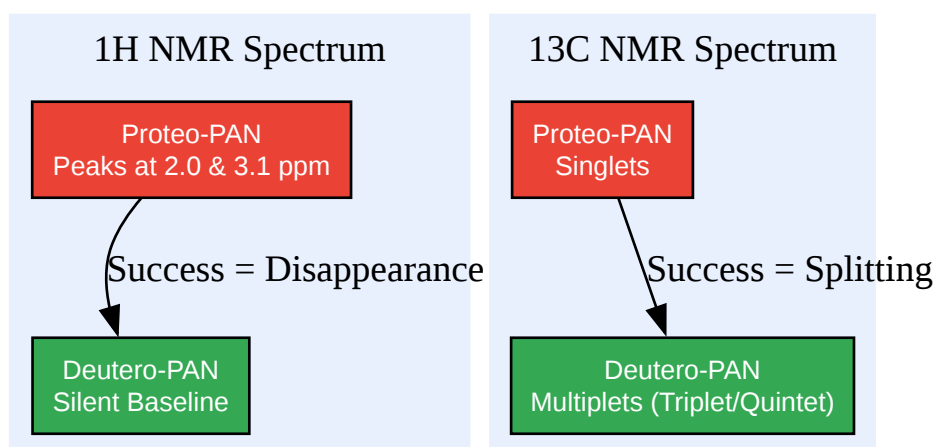 1H NMR Spectrum
Proteo-PAN
Peaks at 2.0 & 3.1 ppm
Success = Disappearance
Deutero-PAN
Silent Baseline
13C NMR Spectrum
Proteo-PAN
Singlets
Success = Splitting
Deutero-PAN
Multiplets (Triplet/Quintet)